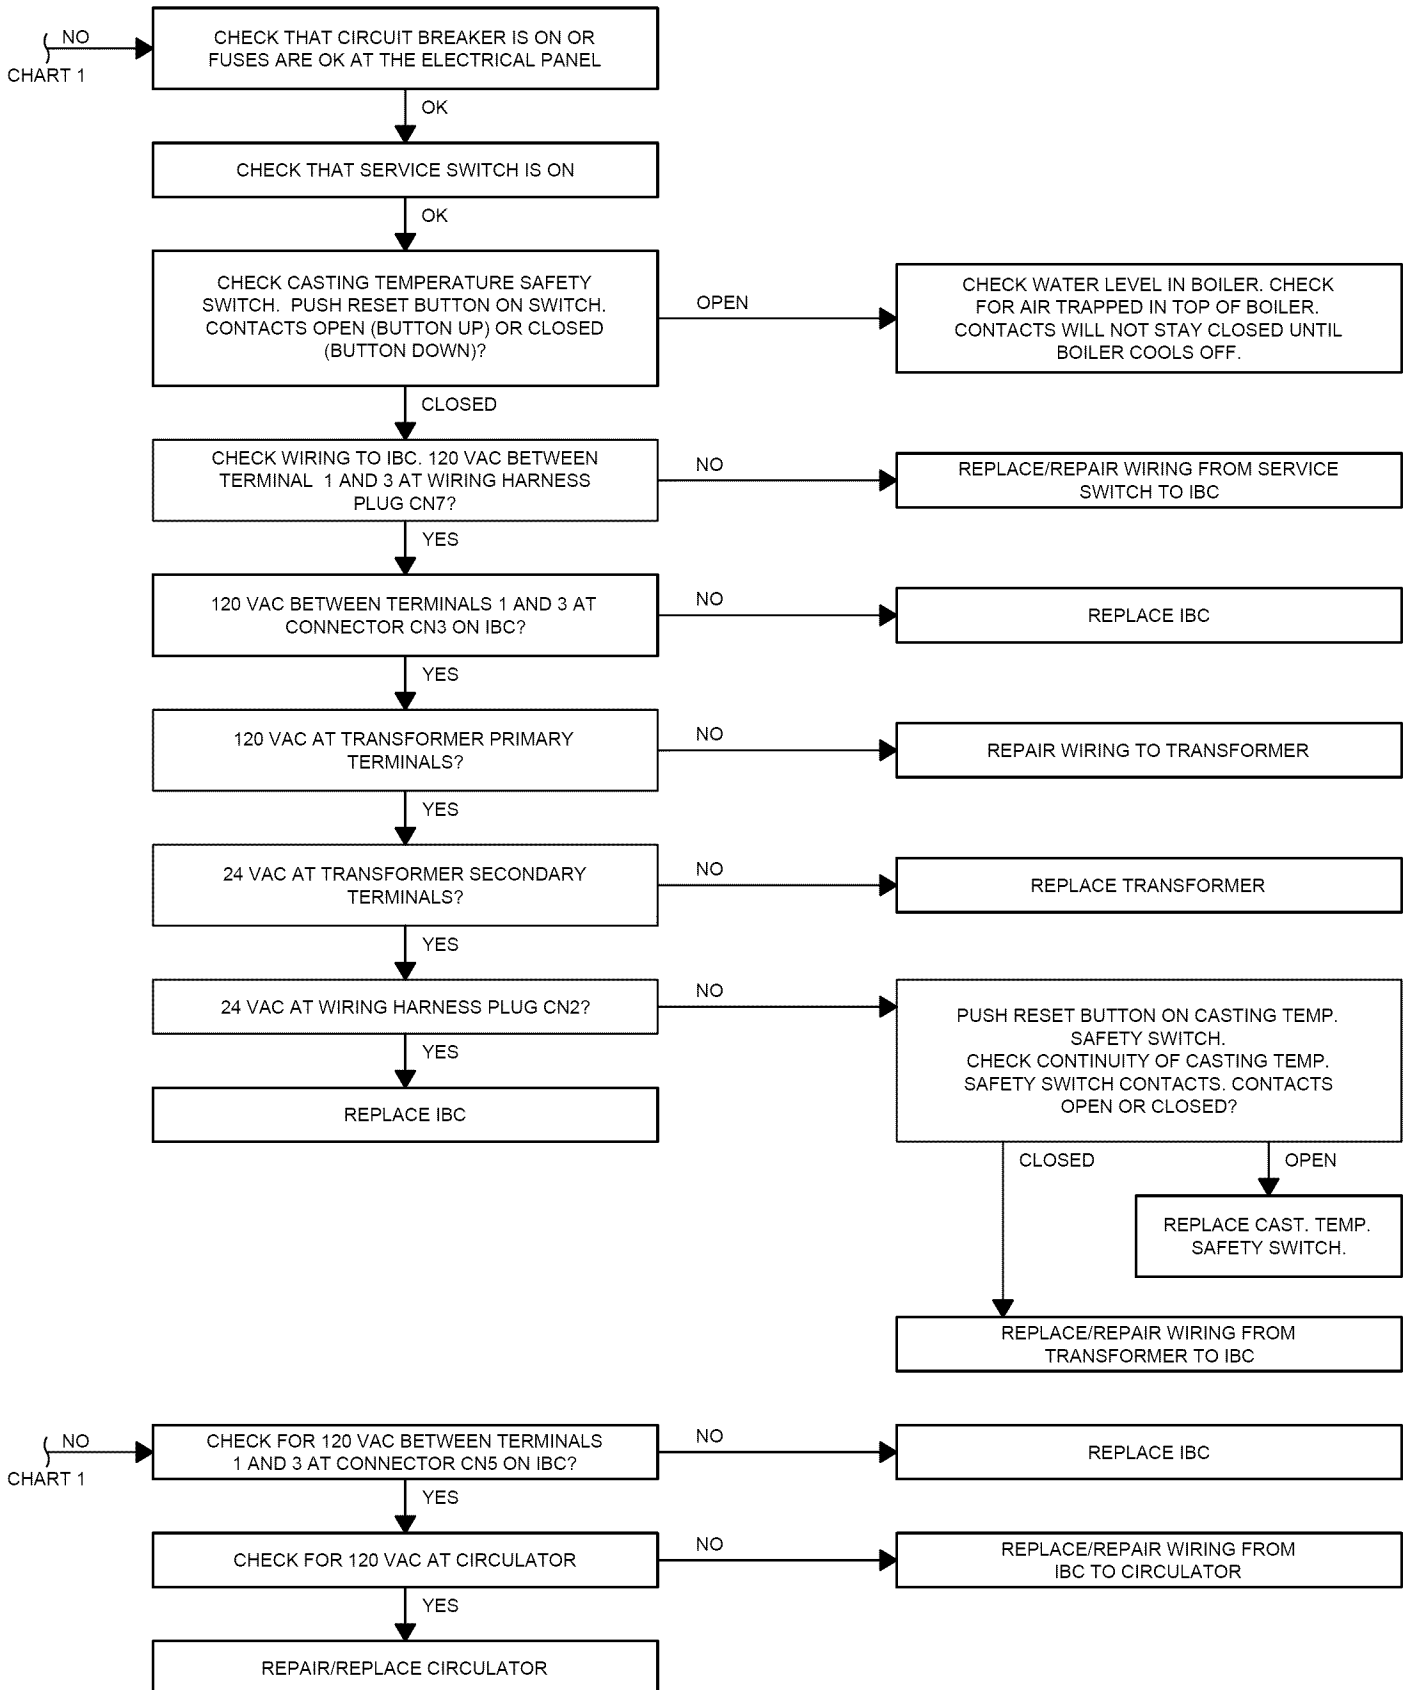 NO
CHART 1
CHECK THAT CIRCUIT BREAKER IS ON OR
FUSES ARE OK AT THE ELECTRICAL PANEL
OK
CHECK THAT SERVICE SWITCH IS ON
OK
CHECK CASTING TEMPERATURE SAFETY
SWITCH. PUSH RESET BUTTON ON SWITCH.
CONTACTS OPEN (BUTTON UP) OR CLOSED
(BUTTON DOWN)?
OPEN
CHECK WATER LEVEL IN BOILER. CHECK
FOR AIR TRAPPED IN TOP OF BOILER.
CONTACTS WILL NOT STAY CLOSED UNTIL
BOILER COOLS OFF.
CLOSED
CHECK WIRING TO IBC. 120 VAC BETWEEN
TERMINAL 1 AND 3 AT WIRING HARNESS
PLUG CN7?
NO
REPLACE/REPAIR WIRING FROM SERVICE
SWITCH TO IBC
YES
120 VAC BETWEEN TERMINALS 1 AND 3 AT
CONNECTOR CN3 ON IBC?
NO
REPLACE IBC
YES
120 VAC AT TRANSFORMER PRIMARY
TERMINALS?
NO
REPAIR WIRING TO TRANSFORMER
YES
24 VAC AT TRANSFORMER SECONDARY
TERMINALS?
NO
REPLACE TRANSFORMER
YES
24 VAC AT WIRING HARNESS PLUG CN2?
NO
PUSH RESET BUTTON ON CASTING TEMP.
SAFETY SWITCH.
CHECK CONTINUITY OF CASTING TEMP.
SAFETY SWITCH CONTACTS. CONTACTS
OPEN OR CLOSED?
YES
REPLACE IBC
CLOSED
OPEN
REPLACE CAST. TEMP.
SAFETY SWITCH.
REPLACE/REPAIR WIRING FROM
TRANSFORMER TO IBC
NO
CHART 1
CHECK FOR 120 VAC BETWEEN TERMINALS
1 AND 3 AT CONNECTOR CN5 ON IBC?
NO
REPLACE IBC
YES
CHECK FOR 120 VAC AT CIRCULATOR
NO
REPLACE/REPAIR WIRING FROM
IBC TO CIRCULATOR
YES
REPAIR/REPLACE CIRCULATOR